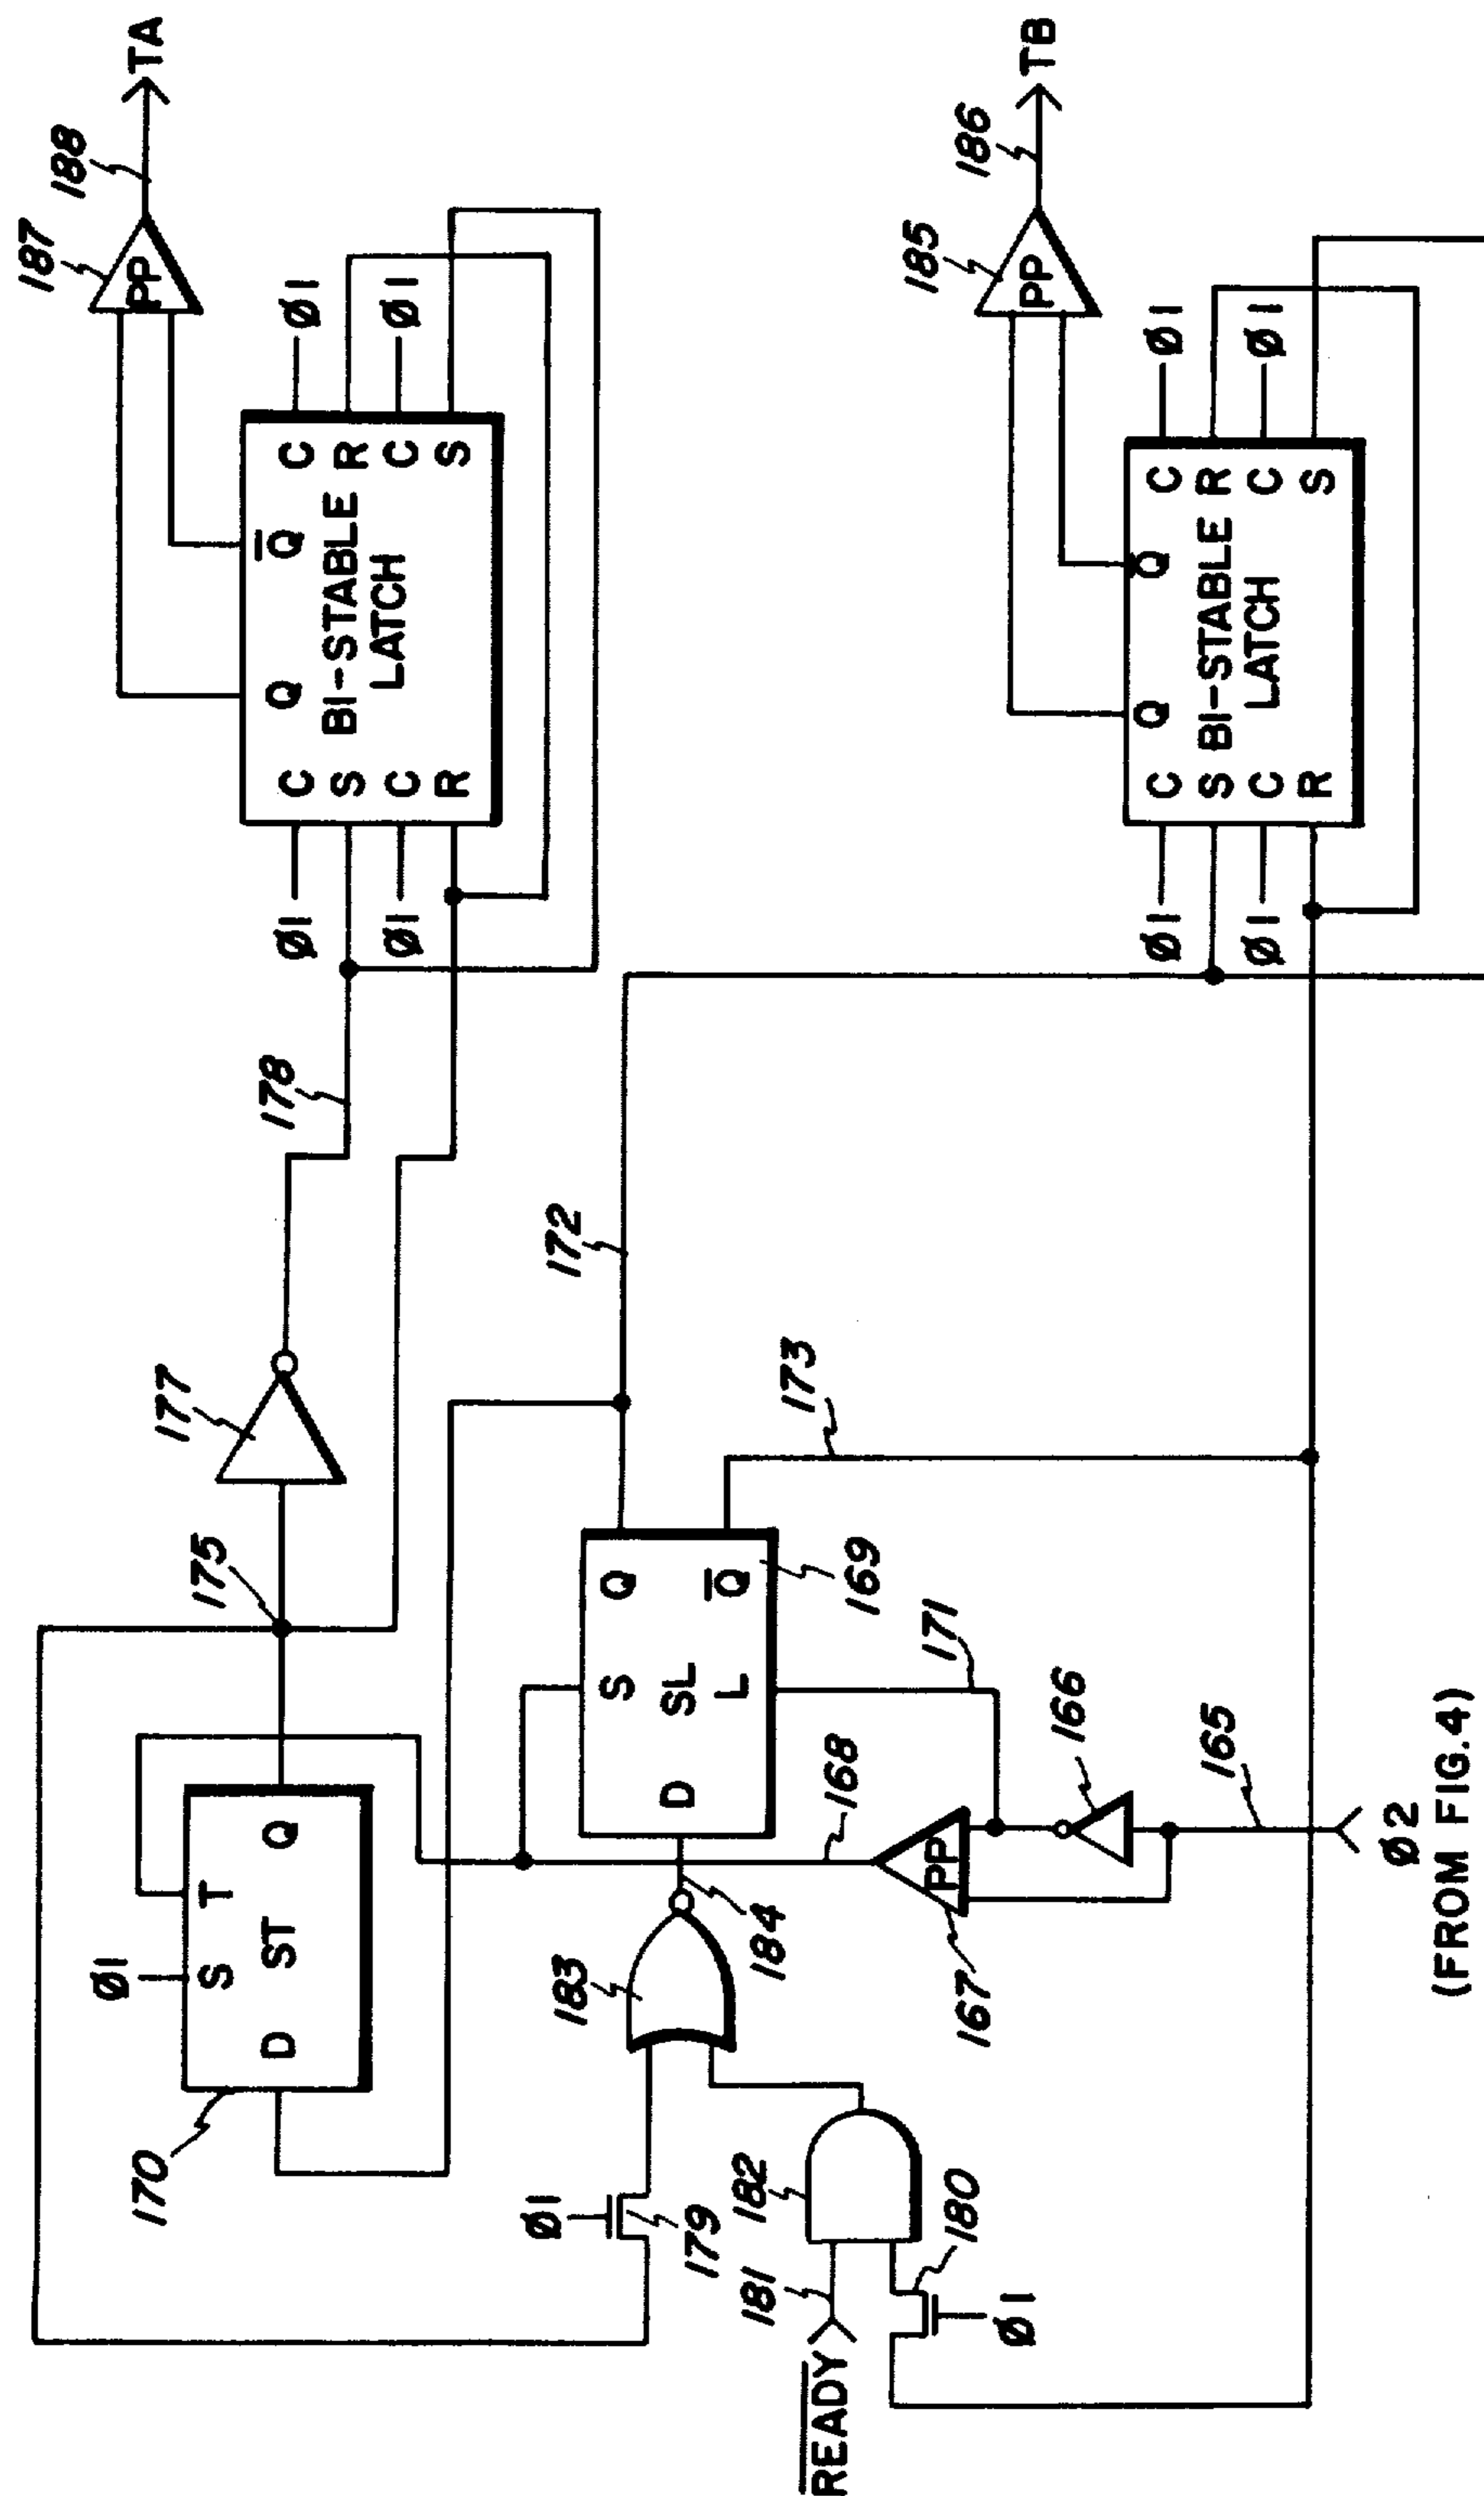 170
Ø1
S T
D ST Q
175
177
178
Ø1
Ø1
C
S
C
R
Q Q̅
BI-STABLE
LATCH
C
R
C
S
Ø1
Ø1
187
PP
188
TA
R̅E̅A̅D̅Y̅
181
182
180
Ø1
Ø1
179
183
184
S Q
D SL
L Q̅
169
172
173
168
171
167
PP
166
165
Ø2
(FROM FIG.4)
Ø1
Ø1
C
S
C
R
Q Q
BI-STABLE
LATCH
C
R
C
S
Ø1
Ø1
185
PP
186
TB